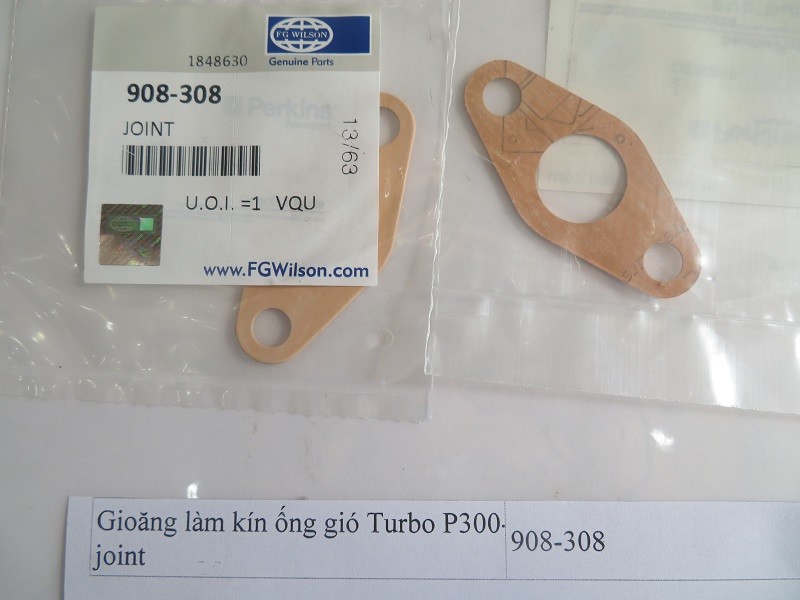 FG WILSON
1848630
Genuine Parts
908-308
JOINT
13/63
U.O.I. =1 VQU
www.FGWilson.com
Perkins
Gioăng làm kín ống gió Turbo P300-
joint
908-308